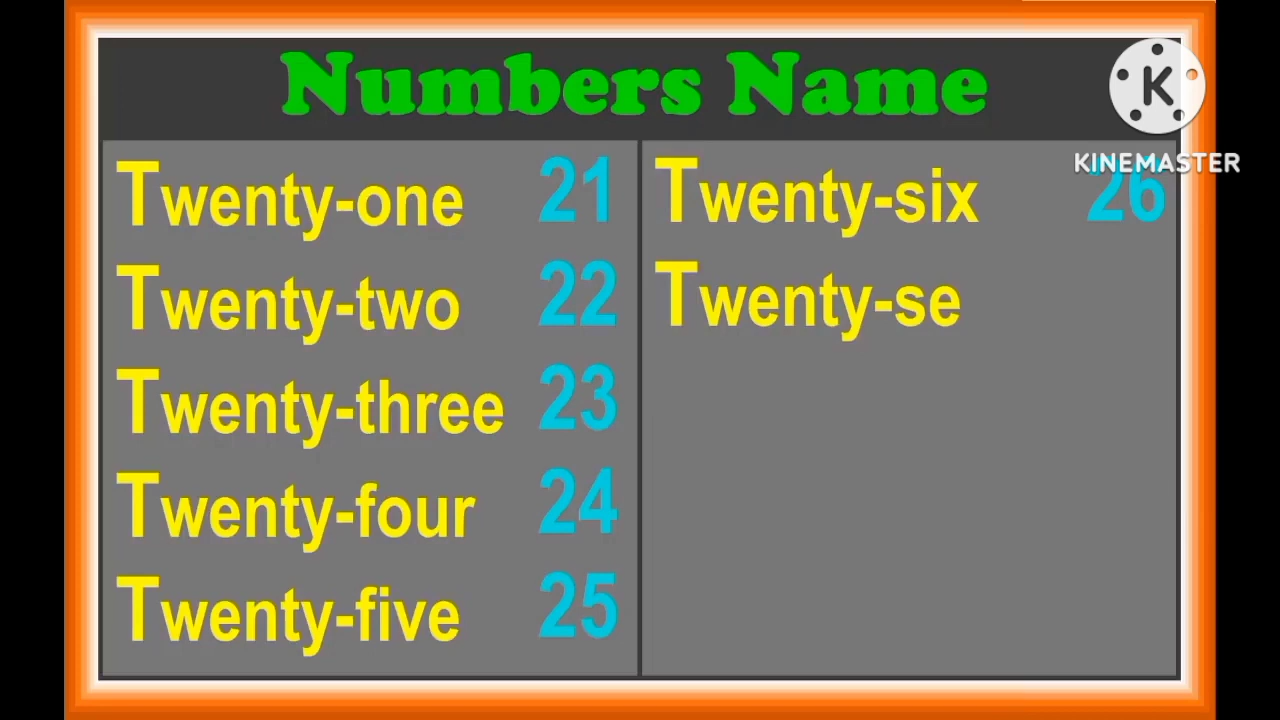 Numbers Name
K
KINEMASTER
Twenty-one 21
Twenty-two 22
Twenty-three 23
Twenty-four 24
Twenty-five 25
Twenty-six 26
Twenty-se